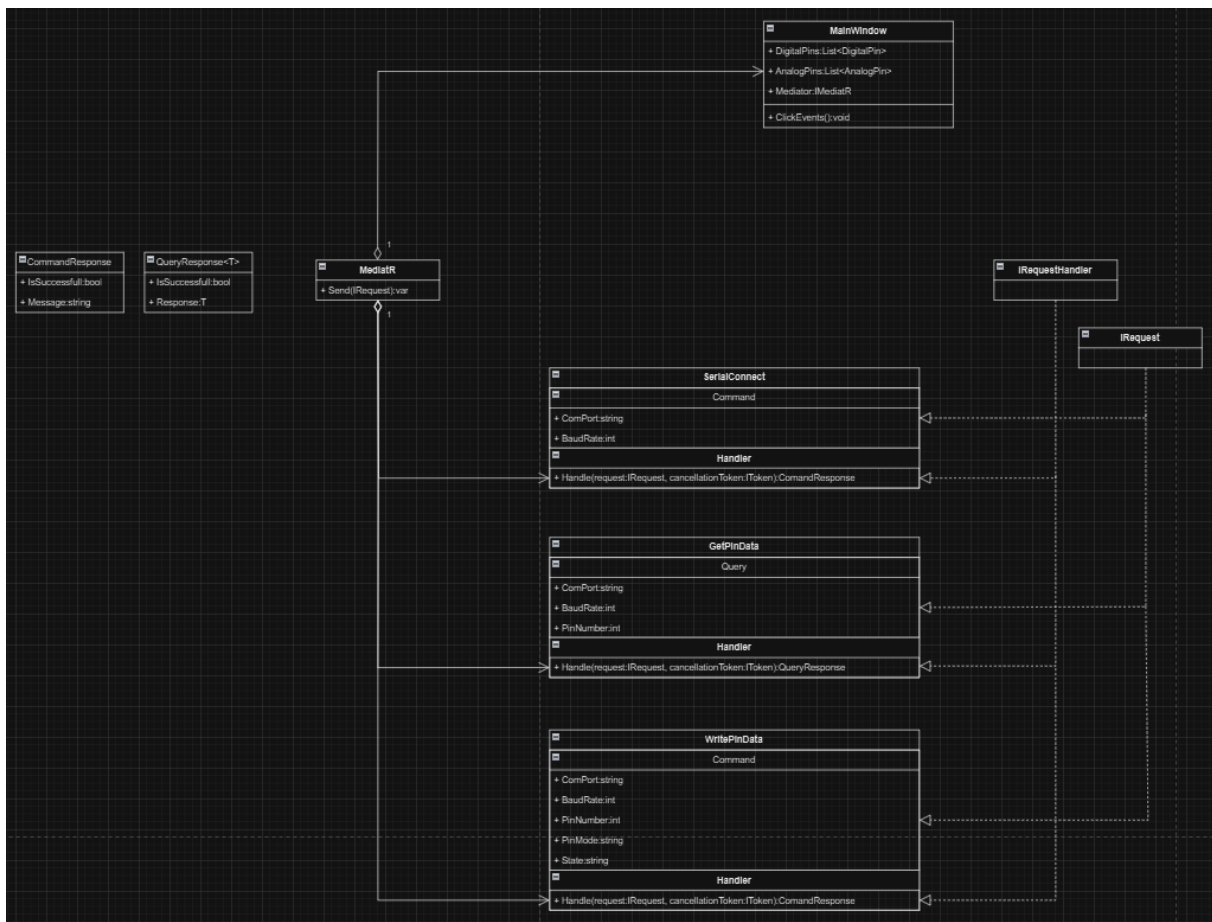 MainWindow
+ DigitalPins:List<DigitalPin>
+ AnalogPins:List<AnalogPin>
+ Mediator:IMediatR
+ ClickEvents():void
1
CommandResponse
+ IsSuccessfull:bool
+ Message:string
QueryResponse<T>
+ IsSuccessfull:bool
+ Response:T
MediatR
+ Send(IRequest):var
1
IRequestHandler
IRequest
SerialConnect
Command
+ ComPort:string
+ BaudRate:int
Handler
+ Handle(request:IRequest, cancellationToken:IToken):ComandResponse
GetPinData
Query
+ ComPort:string
+ BaudRate:int
+ PinNumber:int
Handler
+ Handle(request:IRequest, cancellationToken:IToken):QueryResponse
WritePinData
Command
+ ComPort:string
+ BaudRate:int
+ PinNumber:int
+ PinMode:string
+ State:string
Handler
+ Handle(request:IRequest, cancellationToken:IToken):ComandResponse